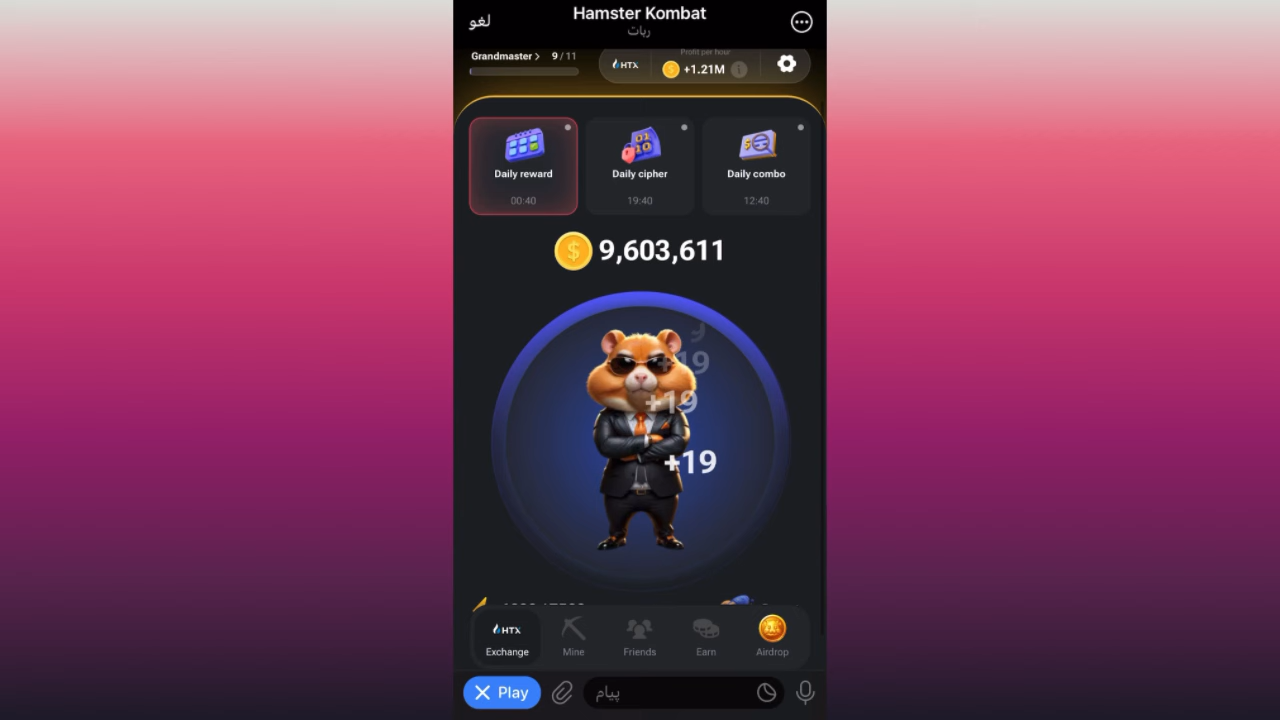 لغو
Hamster Kombat
ربات
Grandmaster > 9 / 11
HTX
Profit per hour
+1.21M
Daily reward
00:40
Daily cipher
19:40
Daily combo
12:40
9,603,611
+19
+19
+19
HTX
Exchange
Mine
Friends
Earn
Airdrop
Play
پیام